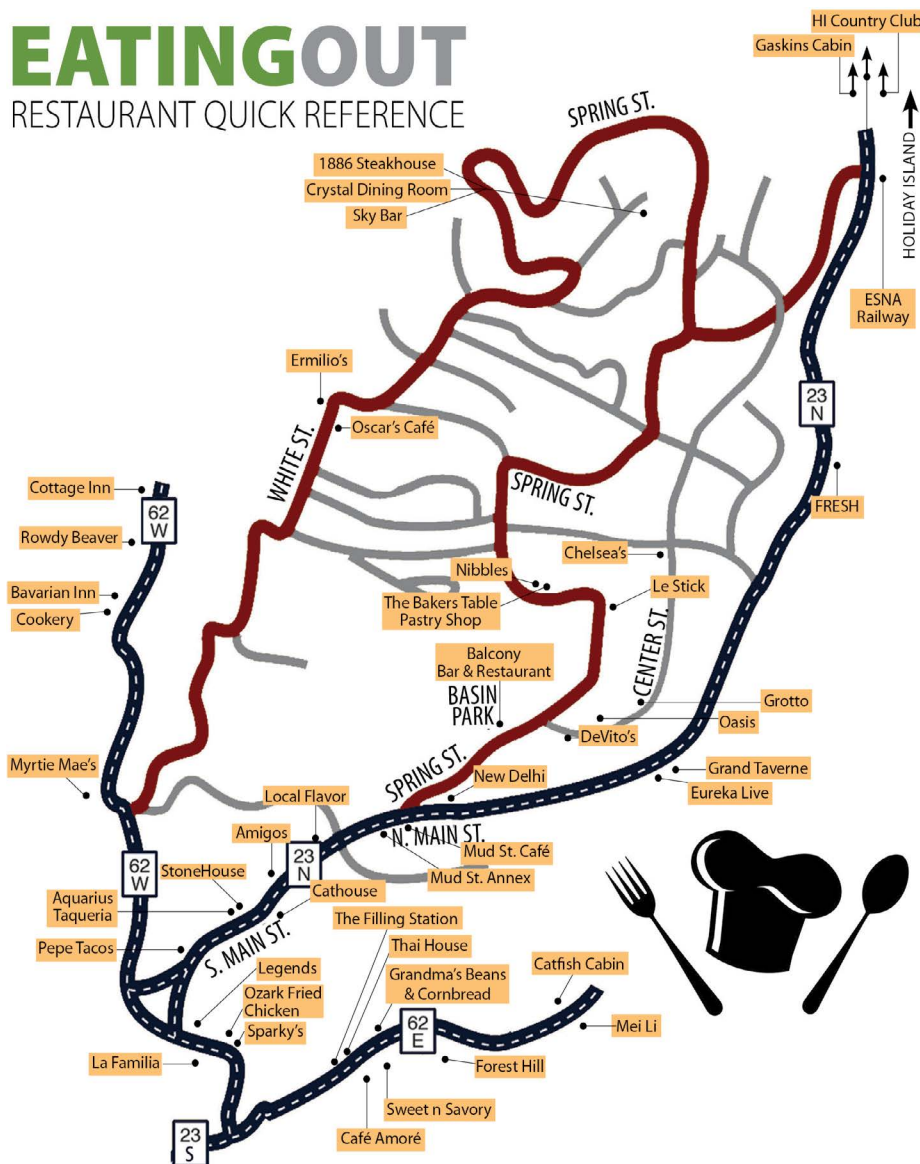 EATINGOUT
RESTAURANT QUICK REFERENCE
HI Country Club
Gaskins Cabin
HOLIDAY ISLAND
SPRING ST.
1886 Steakhouse
Crystal Dining Room
Sky Bar
ESNA
Railway
Ermilio's
Oscar's Café
23
N
WHITE ST.
SPRING ST.
FRESH
Cottage Inn
62
W
Rowdy Beaver
Chelsea's
Nibbles
Le Stick
The Bakers Table
Pastry Shop
Bavarian Inn
Cookery
CENTER ST.
Balcony
Bar & Restaurant
BASIN
PARK
Grotto
Oasis
DeVito's
SPRING ST.
Myrtie Mae's
Grand Taverne
Eureka Live
New Delhi
Local Flavor
N. MAIN ST.
Amigos
Mud St. Café
Mud St. Annex
23
N
62
W
StoneHouse
Cathouse
Aquarius
Taqueria
The Filling Station
S. MAIN ST.
Pepe Tacos
Thai House
Legends
Grandma's Beans
& Cornbread
Catfish Cabin
Ozark Fried
Chicken
Sparky's
62
E
Mei Li
La Familia
Forest Hill
Sweet n Savory
Café Amoré
23
S